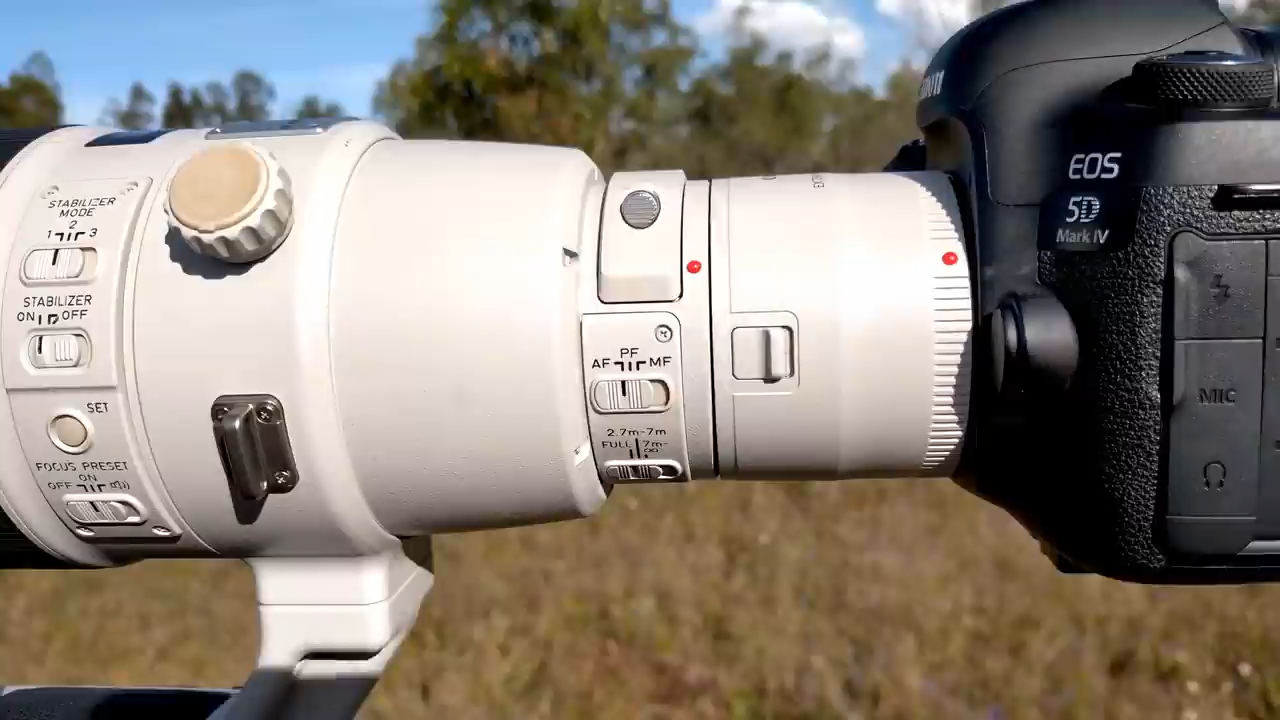 STABILIZER
MODE
2
1 3
STABILIZER
ON OFF
SET
FOCUS PRESET
ON
OFF
PF
AF MF
2.7m-7m
FULL 7m-
∞
EOS
5D
Mark IV
MIC